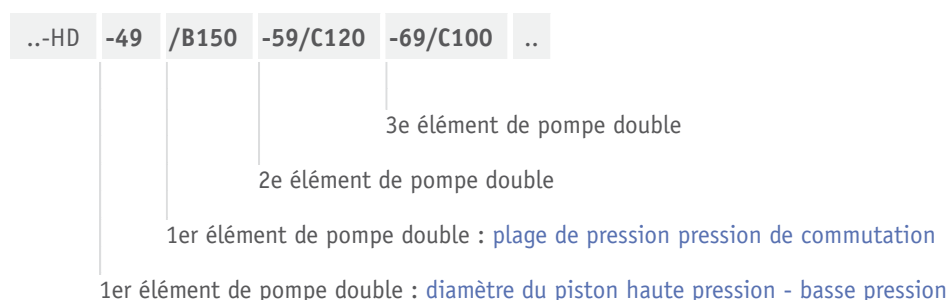 ..-HD -49 /B150 -59/C120 -69/C100 ..
3e élément de pompe double
2e élément de pompe double
1er élément de pompe double : plage de pression pression de commutation
1er élément de pompe double : diamètre du piston haute pression - basse pression